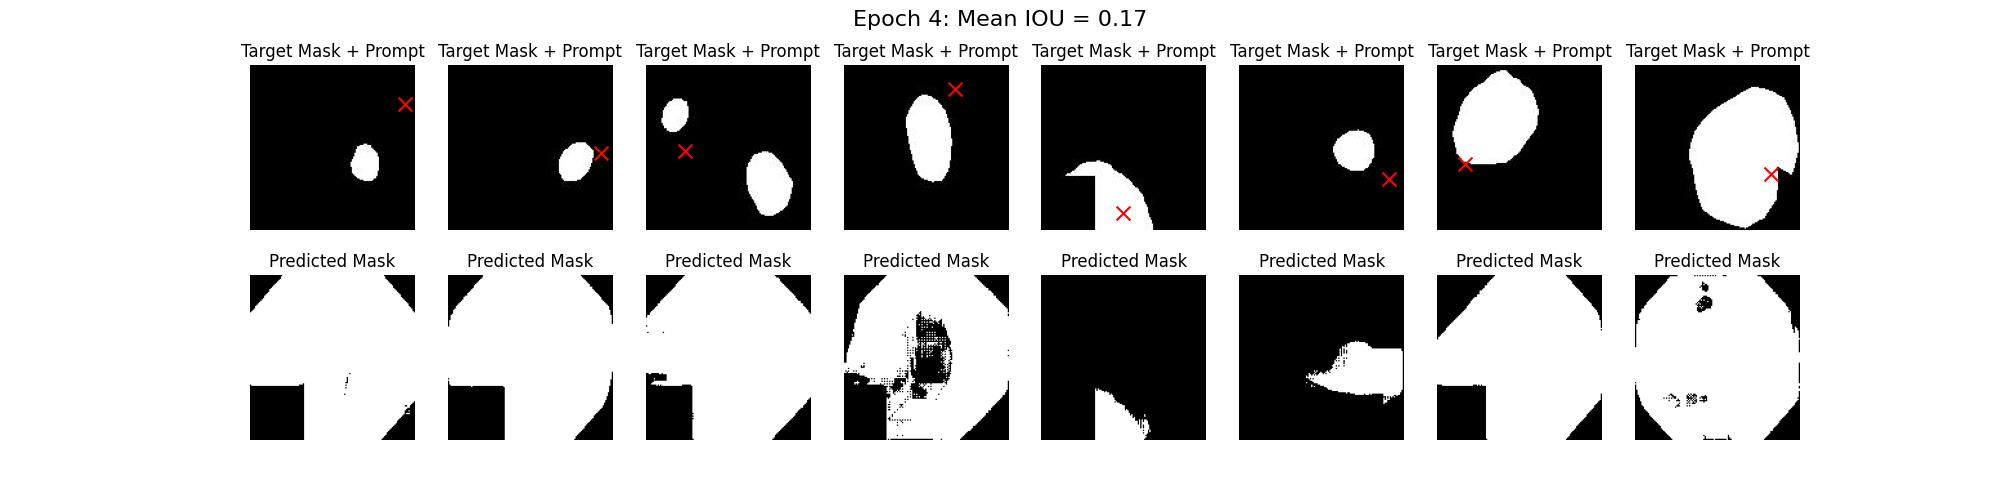 Epoch 4: Mean IOU = 0.17
Target Mask + Prompt Target Mask + Prompt Target Mask + Prompt Target Mask + Prompt Target Mask + Prompt Target Mask + Prompt Target Mask + Prompt Target Mask + Prompt
Predicted Mask Predicted Mask Predicted Mask Predicted Mask Predicted Mask Predicted Mask Predicted Mask Predicted Mask